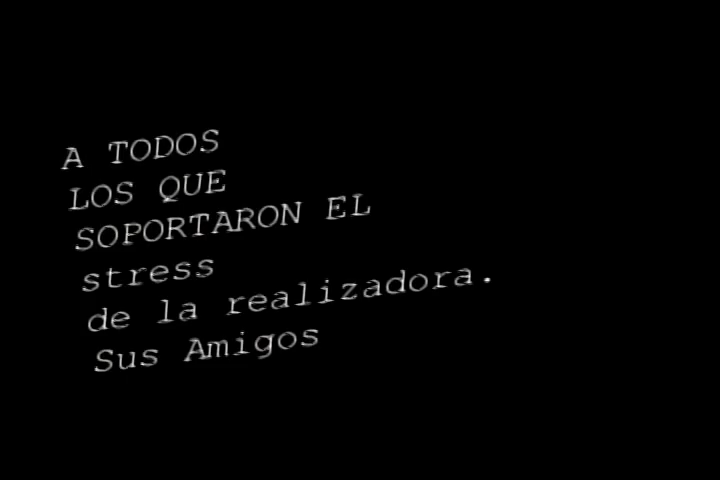 A TODOS
LOS QUE
SOPORTARON EL
stress
de la realizadora.
Sus Amigos